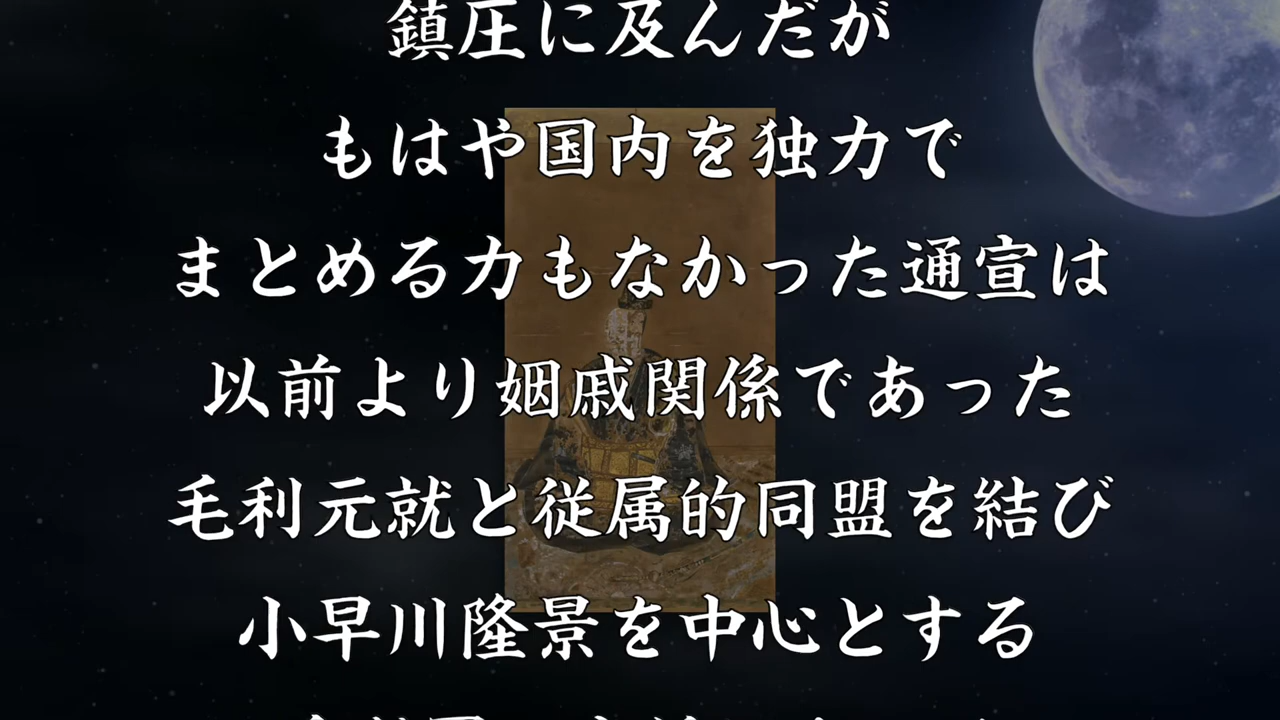 鎮圧に及んだが
もはや国内を独力で
まとめる力もなかった通宣は
以前より姻戚関係であった
毛利元就と従属的同盟を結び
小早川隆景を中心とする